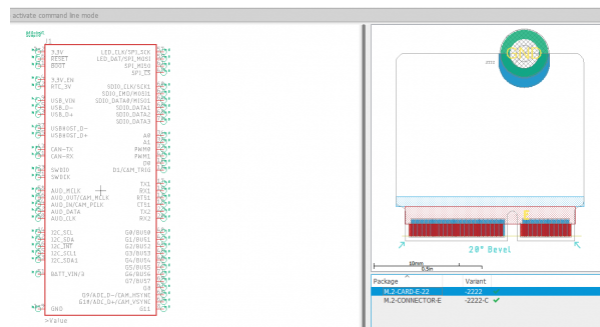 activate command line mode
3.3V
RESET
BOOT
3.3V_EN
RTC_3V
USB_VDD
USB_D-
USB_D+
USBHOST_D-
USBHOST_D+
CAN-TX
CAN-RX
SWDIO
SWDCK
AUD_MCLK
AUD_OUT/CAM_MCLK
AUD_IN/CAM_PCLK
AUD_DATA
AUD_CLK
I2C_SCL
I2C_SDA
I2C_INT
I2C_SCL1
I2C_SDA1
BATT_VIN/3
GND
>Value
LED_CLK/SPI_SCK
LED_DAT/SPI_MOSI
SPI_MISO
SPI_CS
SDIO_CLK/SCK1
SDIO_CMD/MOSI1
SDIO_DATA0/MISO1
SDIO_DATA1
SDIO_DATA2
SDIO_DATA3
A0
A1
PWM0
PWM1
D0
D1/CAM_TRIG
TX1
RX1
RTS1
CTS1
TX2
RX2
G0/BUS0
G1/BUS1
G2/BUS2
G3/BUS3
G4/BUS4
G5/BUS5
G6/BUS6
G7/BUS7
G8
G9/ADC_D-/CAM_HSYNC
G10/ADC_D+/CAM_VSYNC
G11
20° Bevel
10mm
0.5in
Package Variant
M.2-CARD-E-22 -2222
M.2-CONNECTOR-E -2222-C